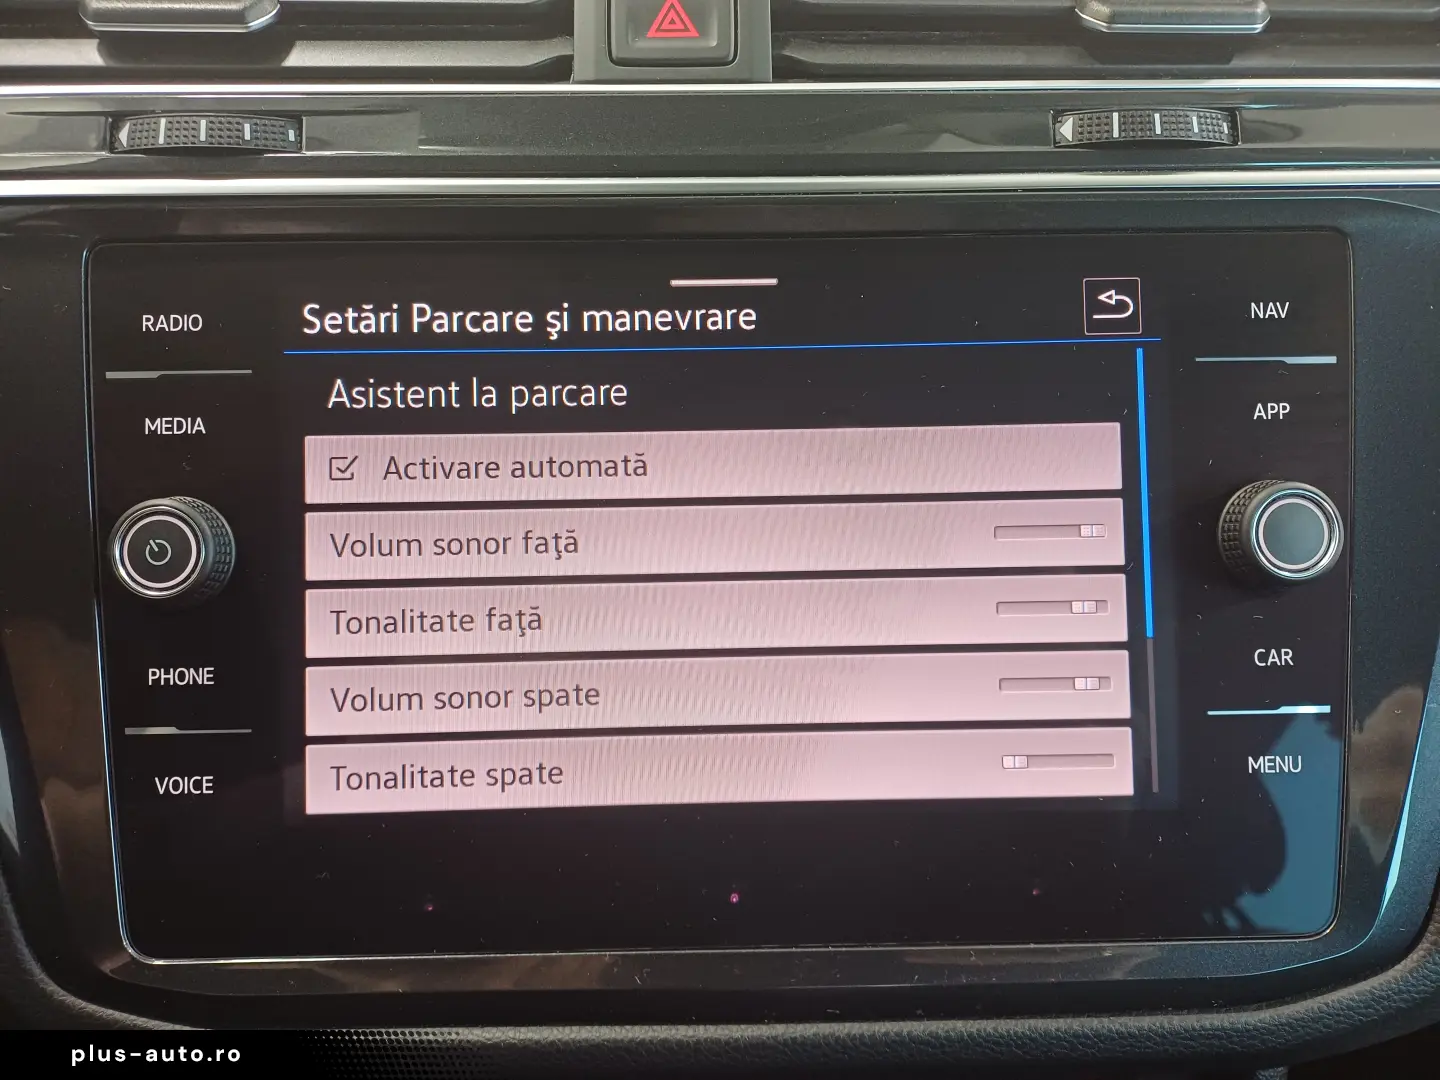 RADIO
MEDIA
PHONE
VOICE
Setări Parcare şi manevrare
Asistent la parcare
Activare automată
Volum sonor faţă
Tonalitate faţă
Volum sonor spate
Tonalitate spate
NAV
APP
CAR
MENU
plus-auto.ro